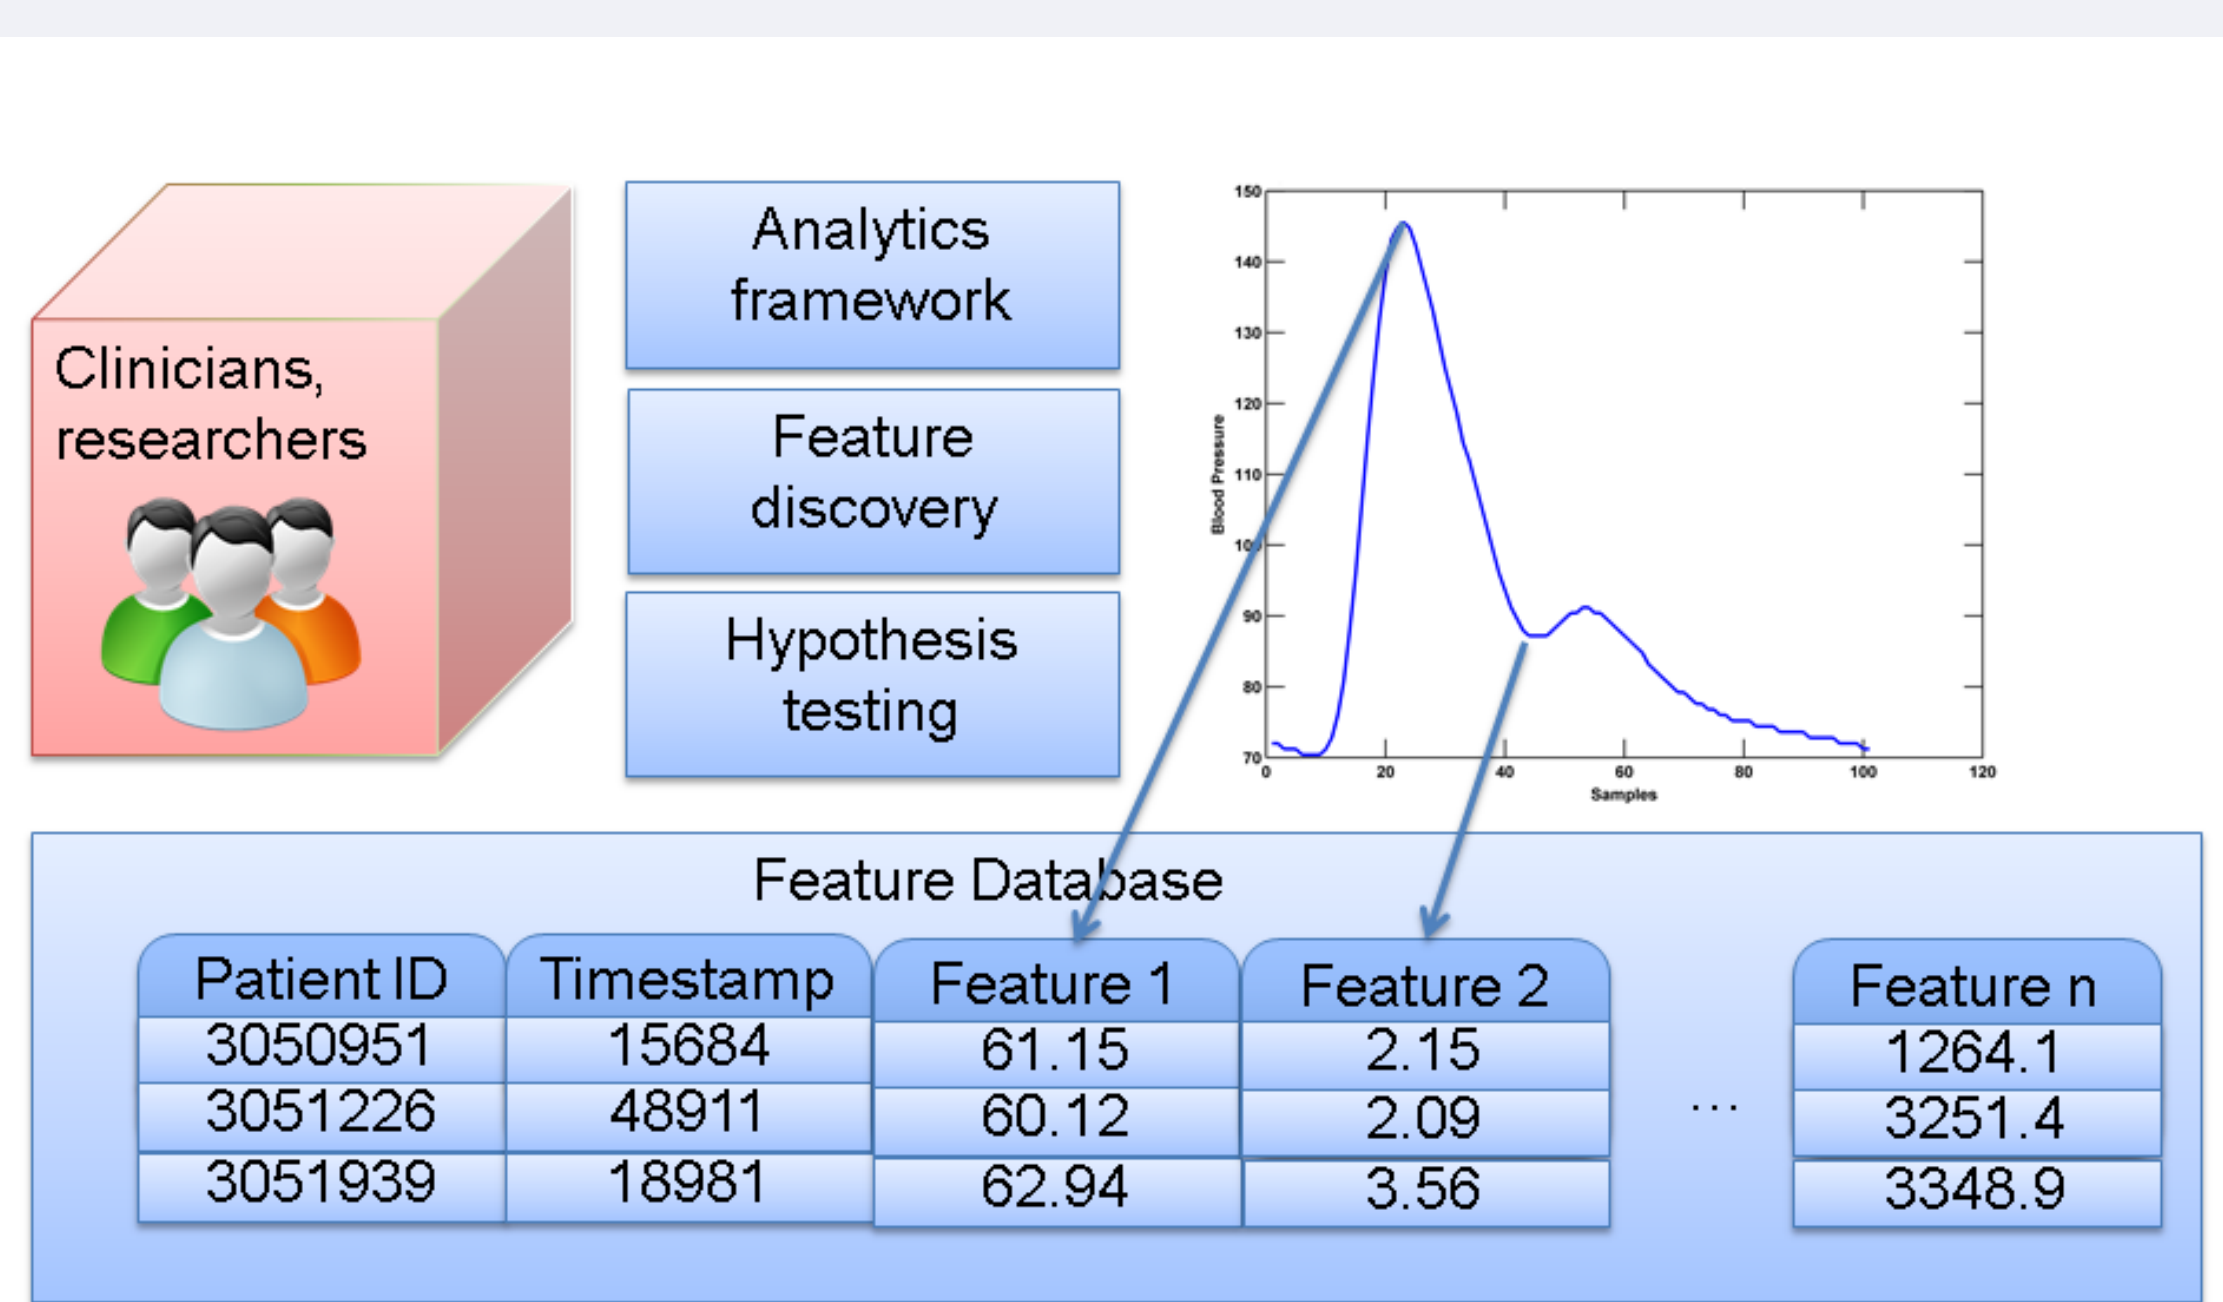 Clinicians,
researchers
Analytics
framework
Feature
discovery
Hypothesis
testing
150
140
130
120
110
100
90
80
70
0 20 40 60 80 100 120
Blood Pressure
Samples
Feature Database
Patient ID Timestamp Feature 1 Feature 2 Feature n
3050951 15684 61.15 2.15 1264.1
3051226 48911 60.12 2.09 ... 3251.4
3051939 18981 62.94 3.56 3348.9